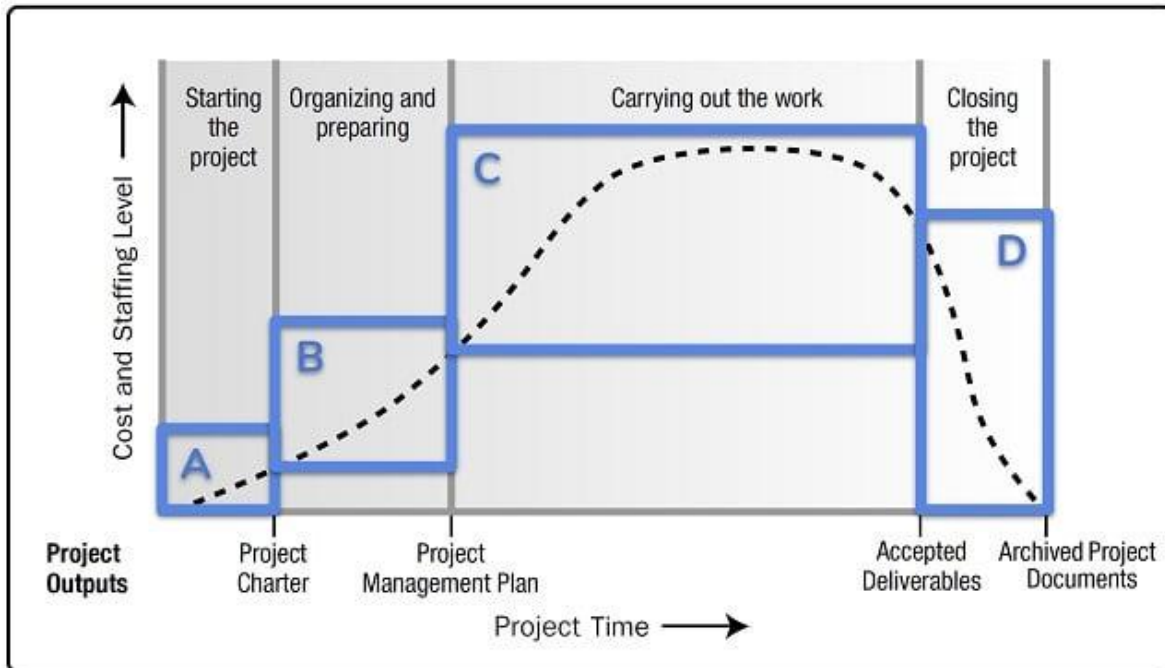 Starting
the
project
Organizing and
preparing
Carrying out the work
Closing
the
project
Cost and Staffing Level
A
B
C
D
Project
Outputs
Project
Charter
Project
Management Plan
Accepted
Deliverables
Archived Project
Documents
Project Time